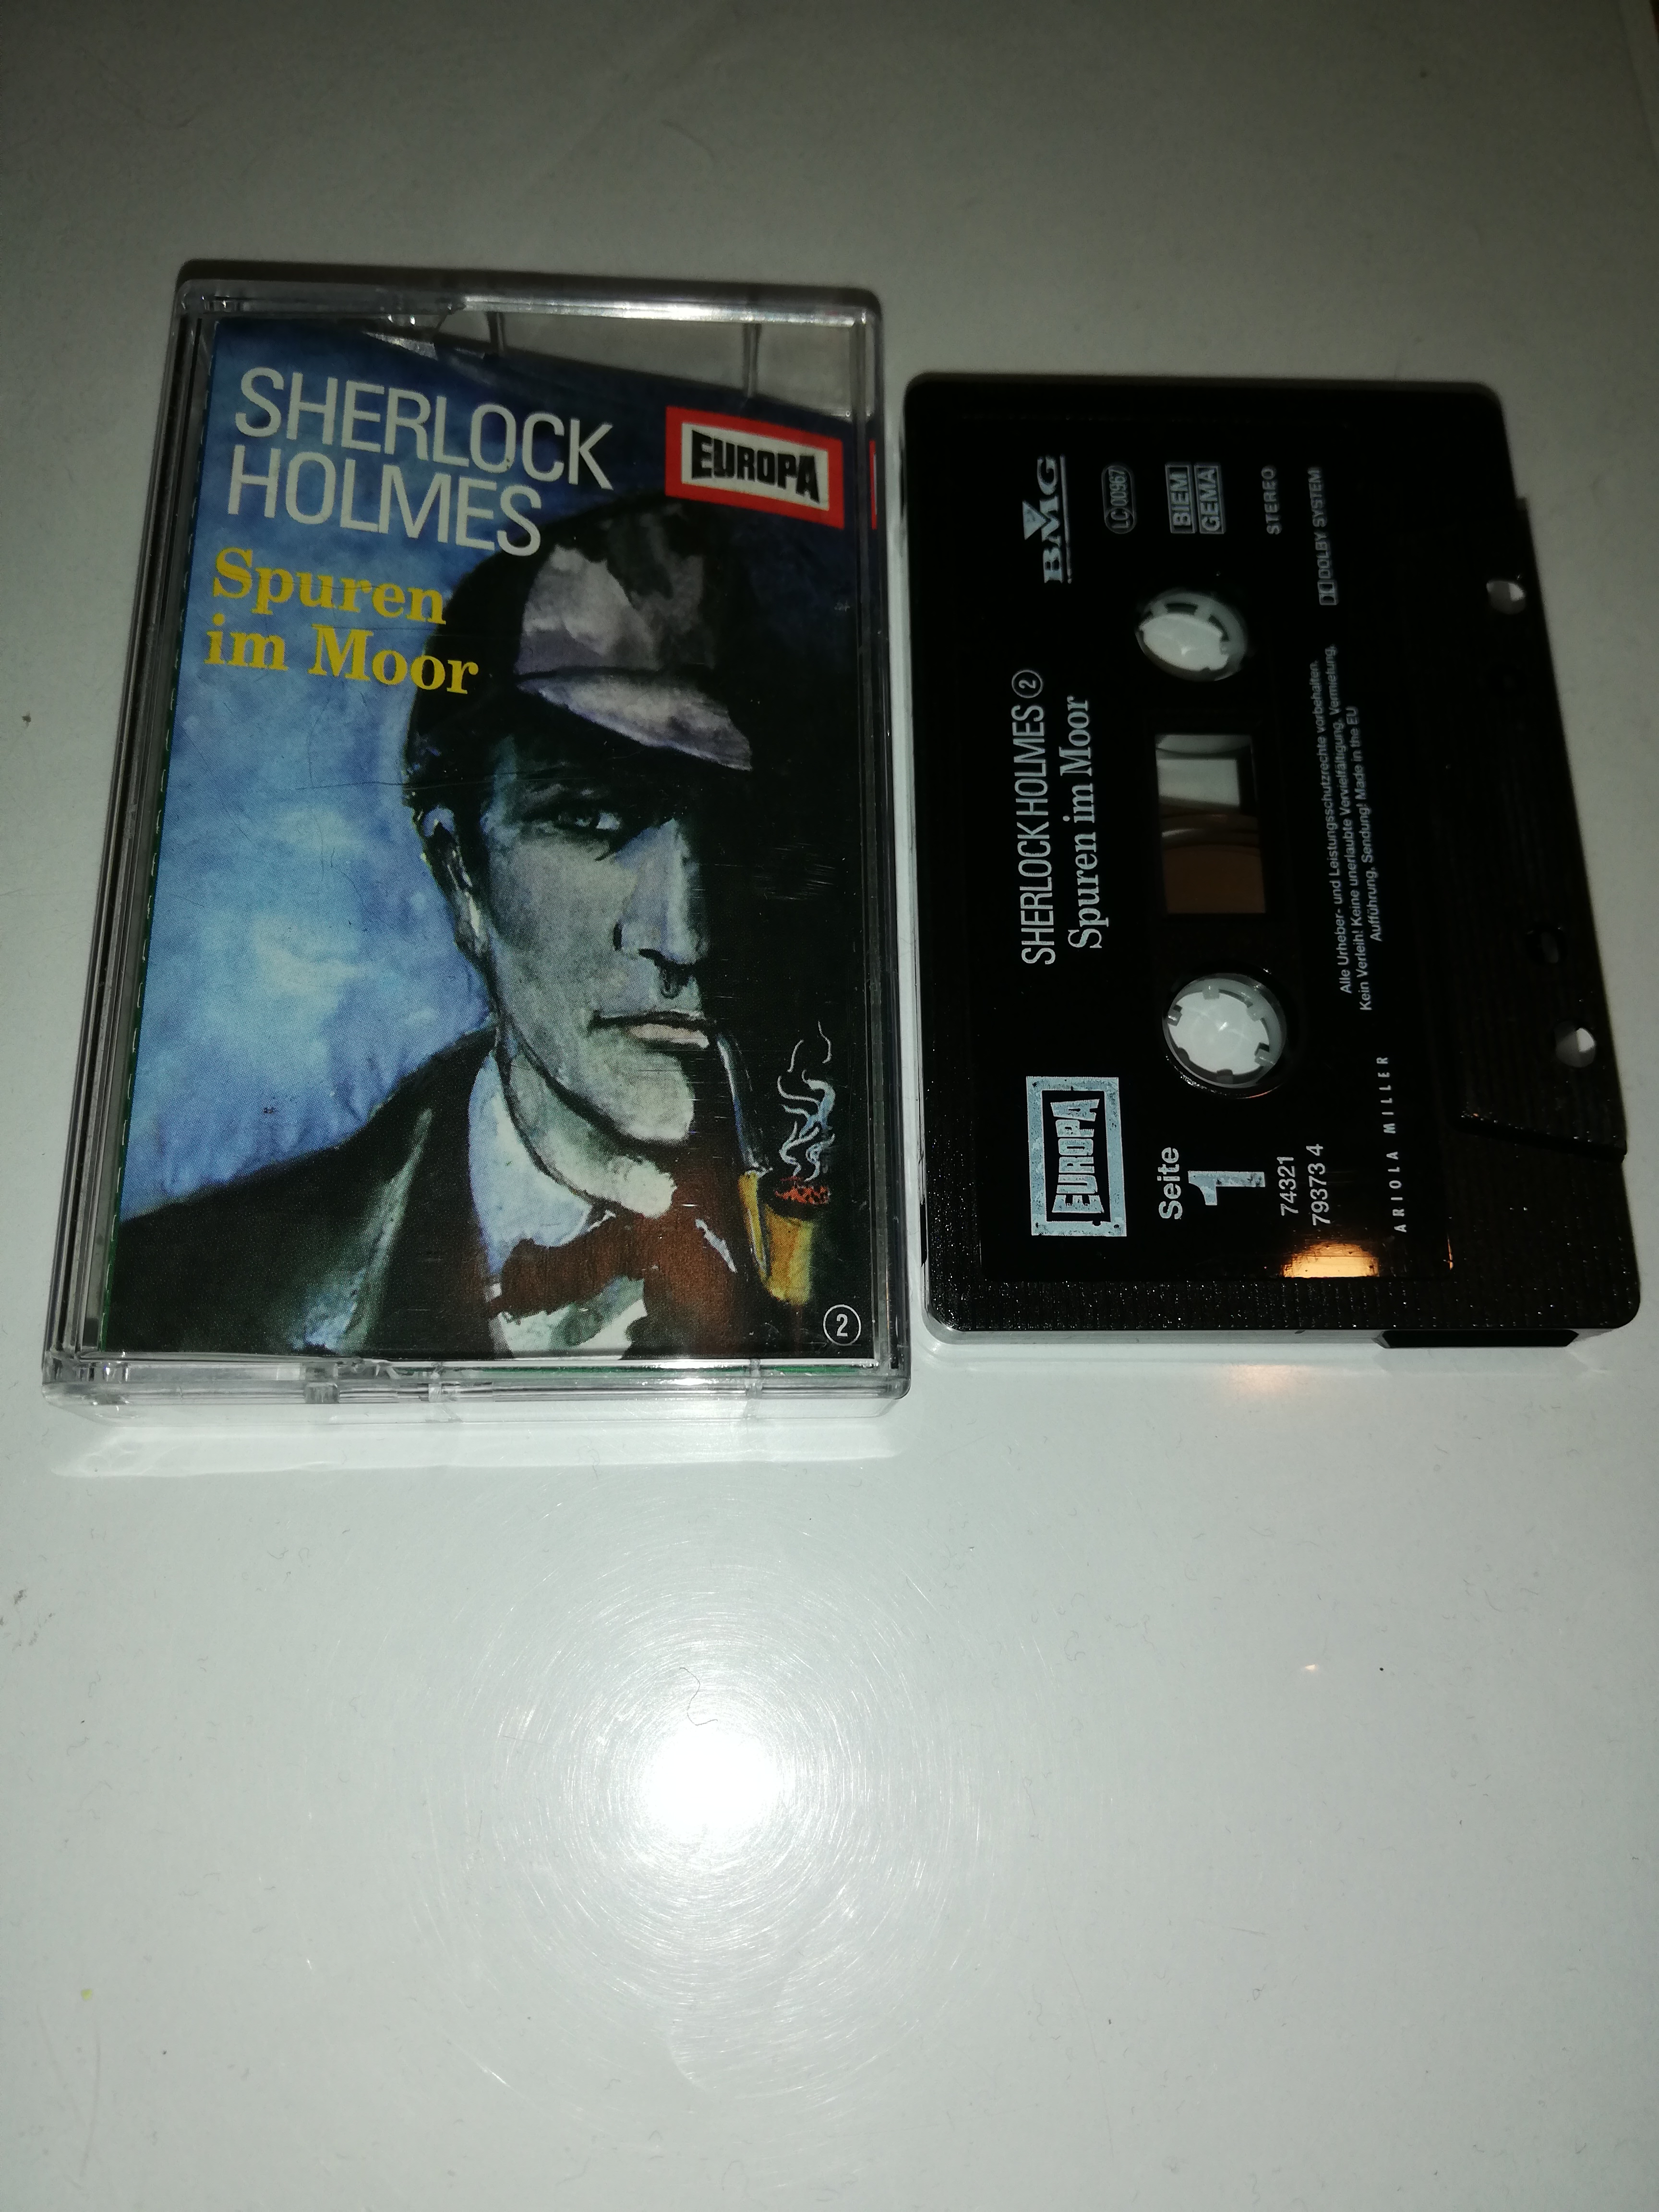 SHERLOCK
HOLMES
EUROPA
Spuren
im Moor
2
SHERLOCK HOLMES 2
Spuren im Moor
BMG
LC 00967
BIEM
GEMA
STEREO
DOLBY SYSTEM
EUROPA
Seite
1
74321
79373 4
Alle Urheber- und Leistungsschutzrechte vorbehalten.
Kein Verleih! Keine unerlaubte Vervielfältigung, Vermietung,
Aufführung, Sendung! Made in the EU
ARIOLA MILLER